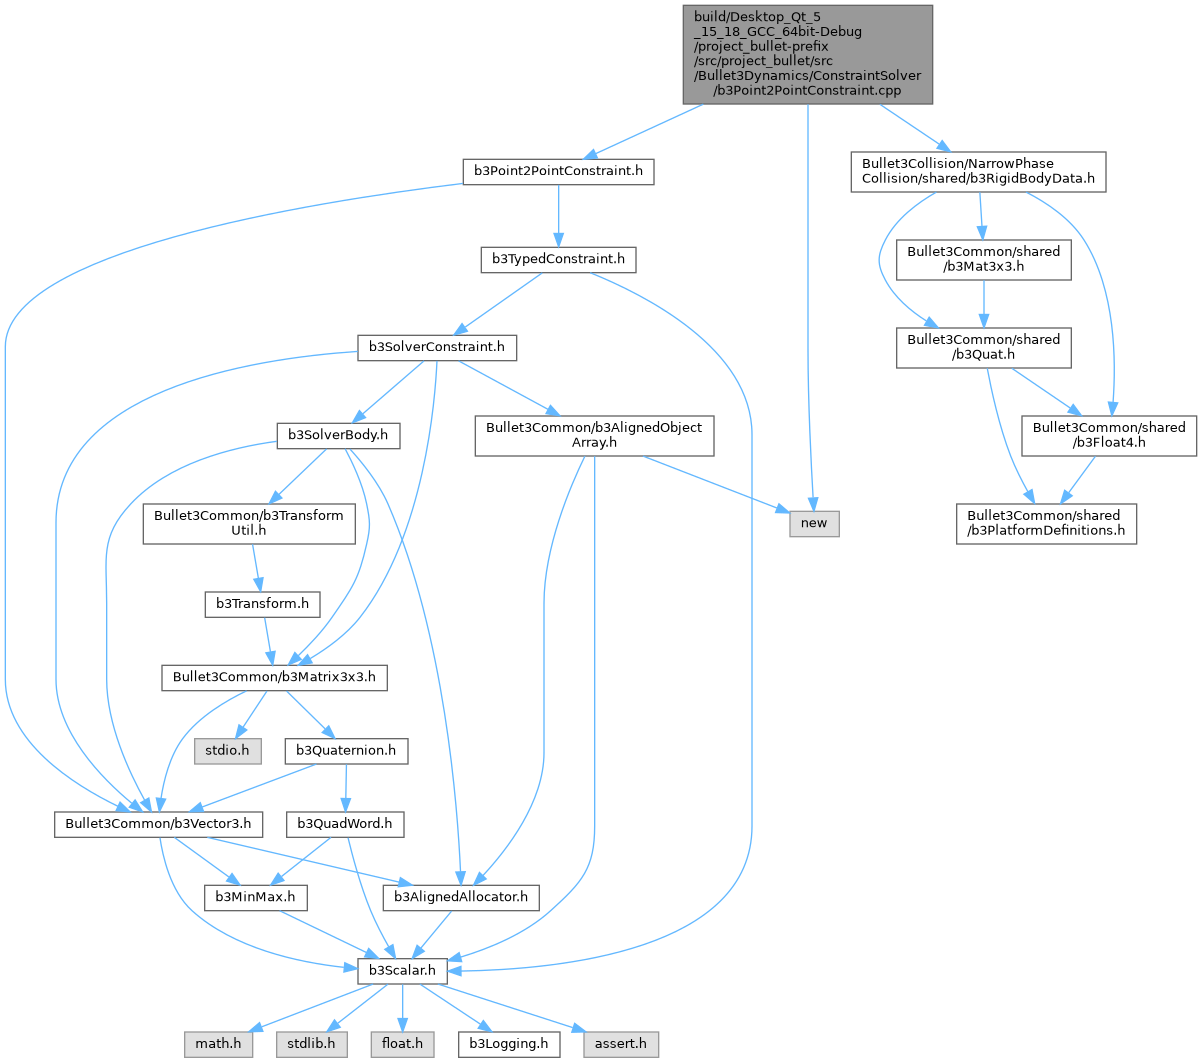 build/Desktop_Qt_5
_15_18_GCC_64bit-Debug
/project_bullet-prefix
/src/project_bullet/src
/Bullet3Dynamics/ConstraintSolver
/b3Point2PointConstraint.cpp
b3Point2PointConstraint.h
Bullet3Collision/NarrowPhase
Collision/shared/b3RigidBodyData.h
b3TypedConstraint.h
Bullet3Common/shared
/b3Mat3x3.h
b3SolverConstraint.h
Bullet3Common/shared
/b3Quat.h
b3SolverBody.h
Bullet3Common/b3AlignedObject
Array.h
Bullet3Common/shared
/b3Float4.h
Bullet3Common/b3Transform
Util.h
new
Bullet3Common/shared
/b3PlatformDefinitions.h
b3Transform.h
Bullet3Common/b3Matrix3x3.h
stdio.h
b3Quaternion.h
Bullet3Common/b3Vector3.h
b3QuadWord.h
b3MinMax.h
b3AlignedAllocator.h
b3Scalar.h
math.h
stdlib.h
float.h
b3Logging.h
assert.h